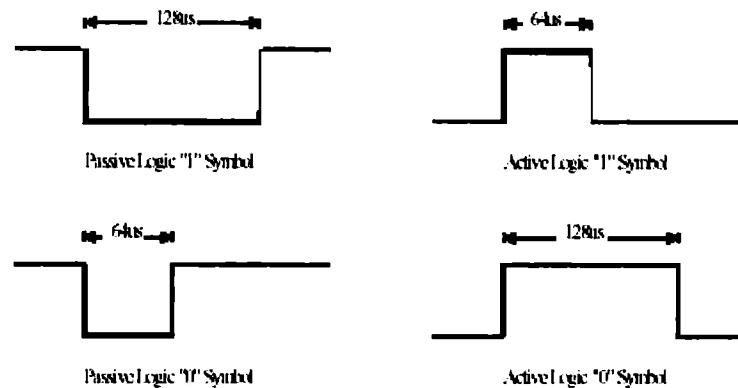 128us
64us
Passive Logic "1" Symbol
Active Logic "1" Symbol
64us
128us
Passive Logic "0" Symbol
Active Logic "0" Symbol